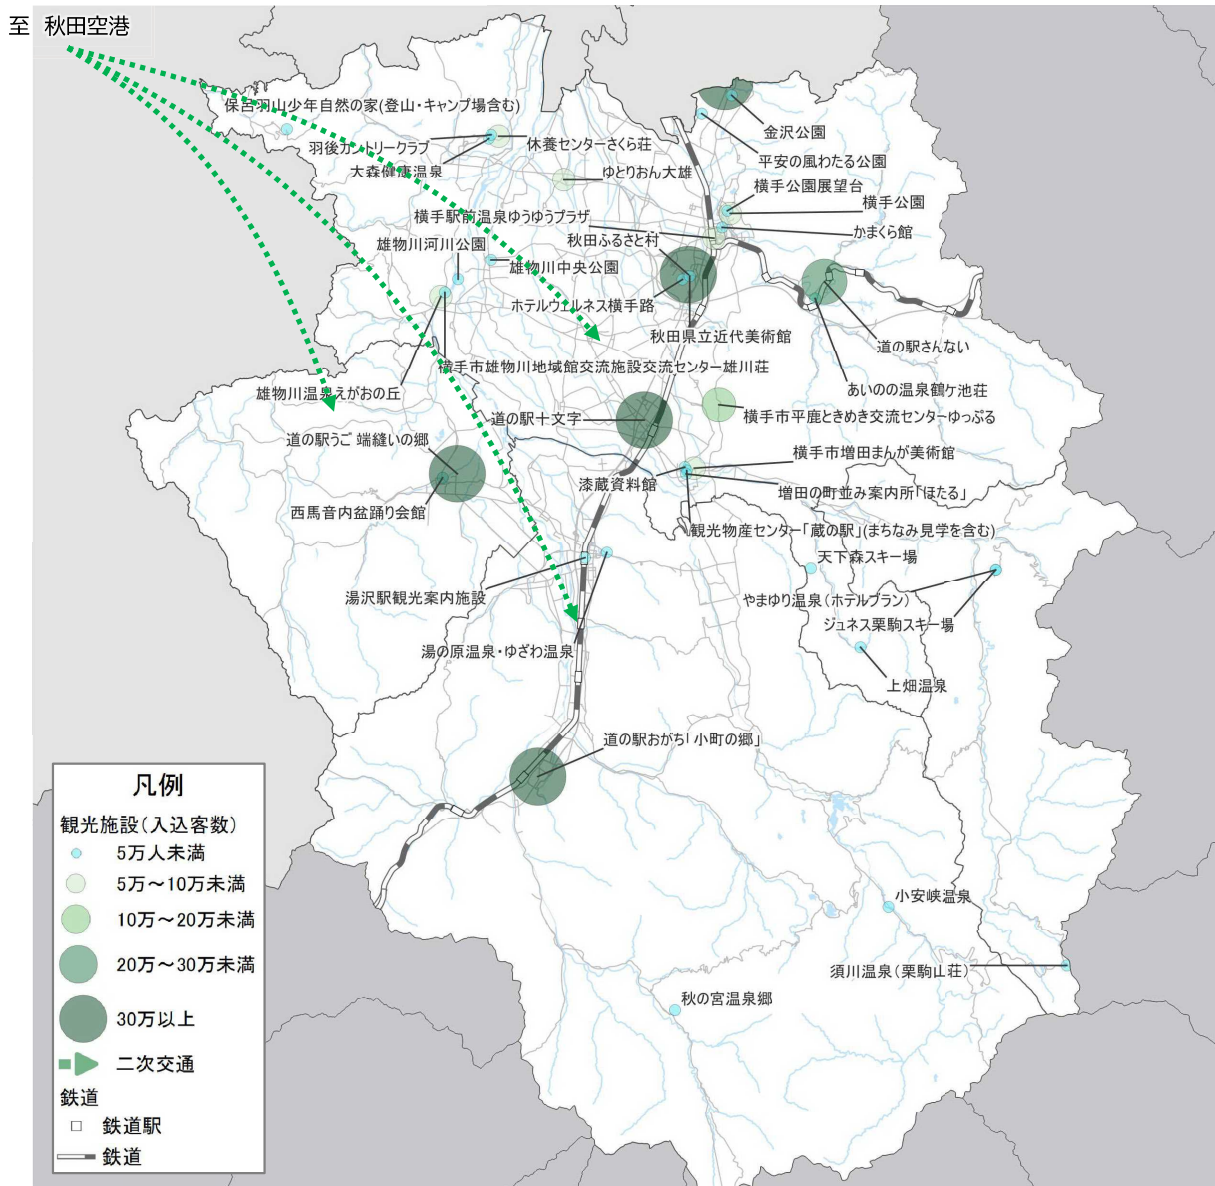 至 秋田空港
保呂羽山少年自然の家(登山・キャンプ場含む)
金沢公園
羽後カントリークラブ
休養センターさくら荘
平安の風わたる公園
大森健康温泉
ゆとりおん大雄
横手公園展望台
横手公園
横手駅前温泉ゆうゆうプラザ
かまくら館
雄物川河川公園
秋田ふるさと村
雄物川中央公園
ホテルウェルネス横手路
秋田県立近代美術館
道の駅さんない
横手市雄物川地域館交流施設交流センター雄川荘
あいのの温泉鶴ケ池荘
雄物川温泉えがおの丘
道の駅十文字
横手市平鹿ときめき交流センターゆっぷる
道の駅うご 端縫いの郷
横手市増田まんが美術館
漆蔵資料館
増田の町並み案内所「ほたる」
西馬音内盆踊り会館
観光物産センター「蔵の駅」(まちなみ見学を含む)
天下森スキー場
湯沢駅観光案内施設
やまゆり温泉(ホテルブラン)
ジュネス栗駒スキー場
湯の原温泉・ゆざわ温泉
上畑温泉
道の駅おがち「小町の郷」
小安峡温泉
須川温泉(栗駒山荘)
秋の宮温泉郷
凡例
観光施設(入込客数)
5万人未満
5万～10万未満
10万～20万未満
20万～30万未満
30万以上
二次交通
鉄道
鉄道駅
鉄道